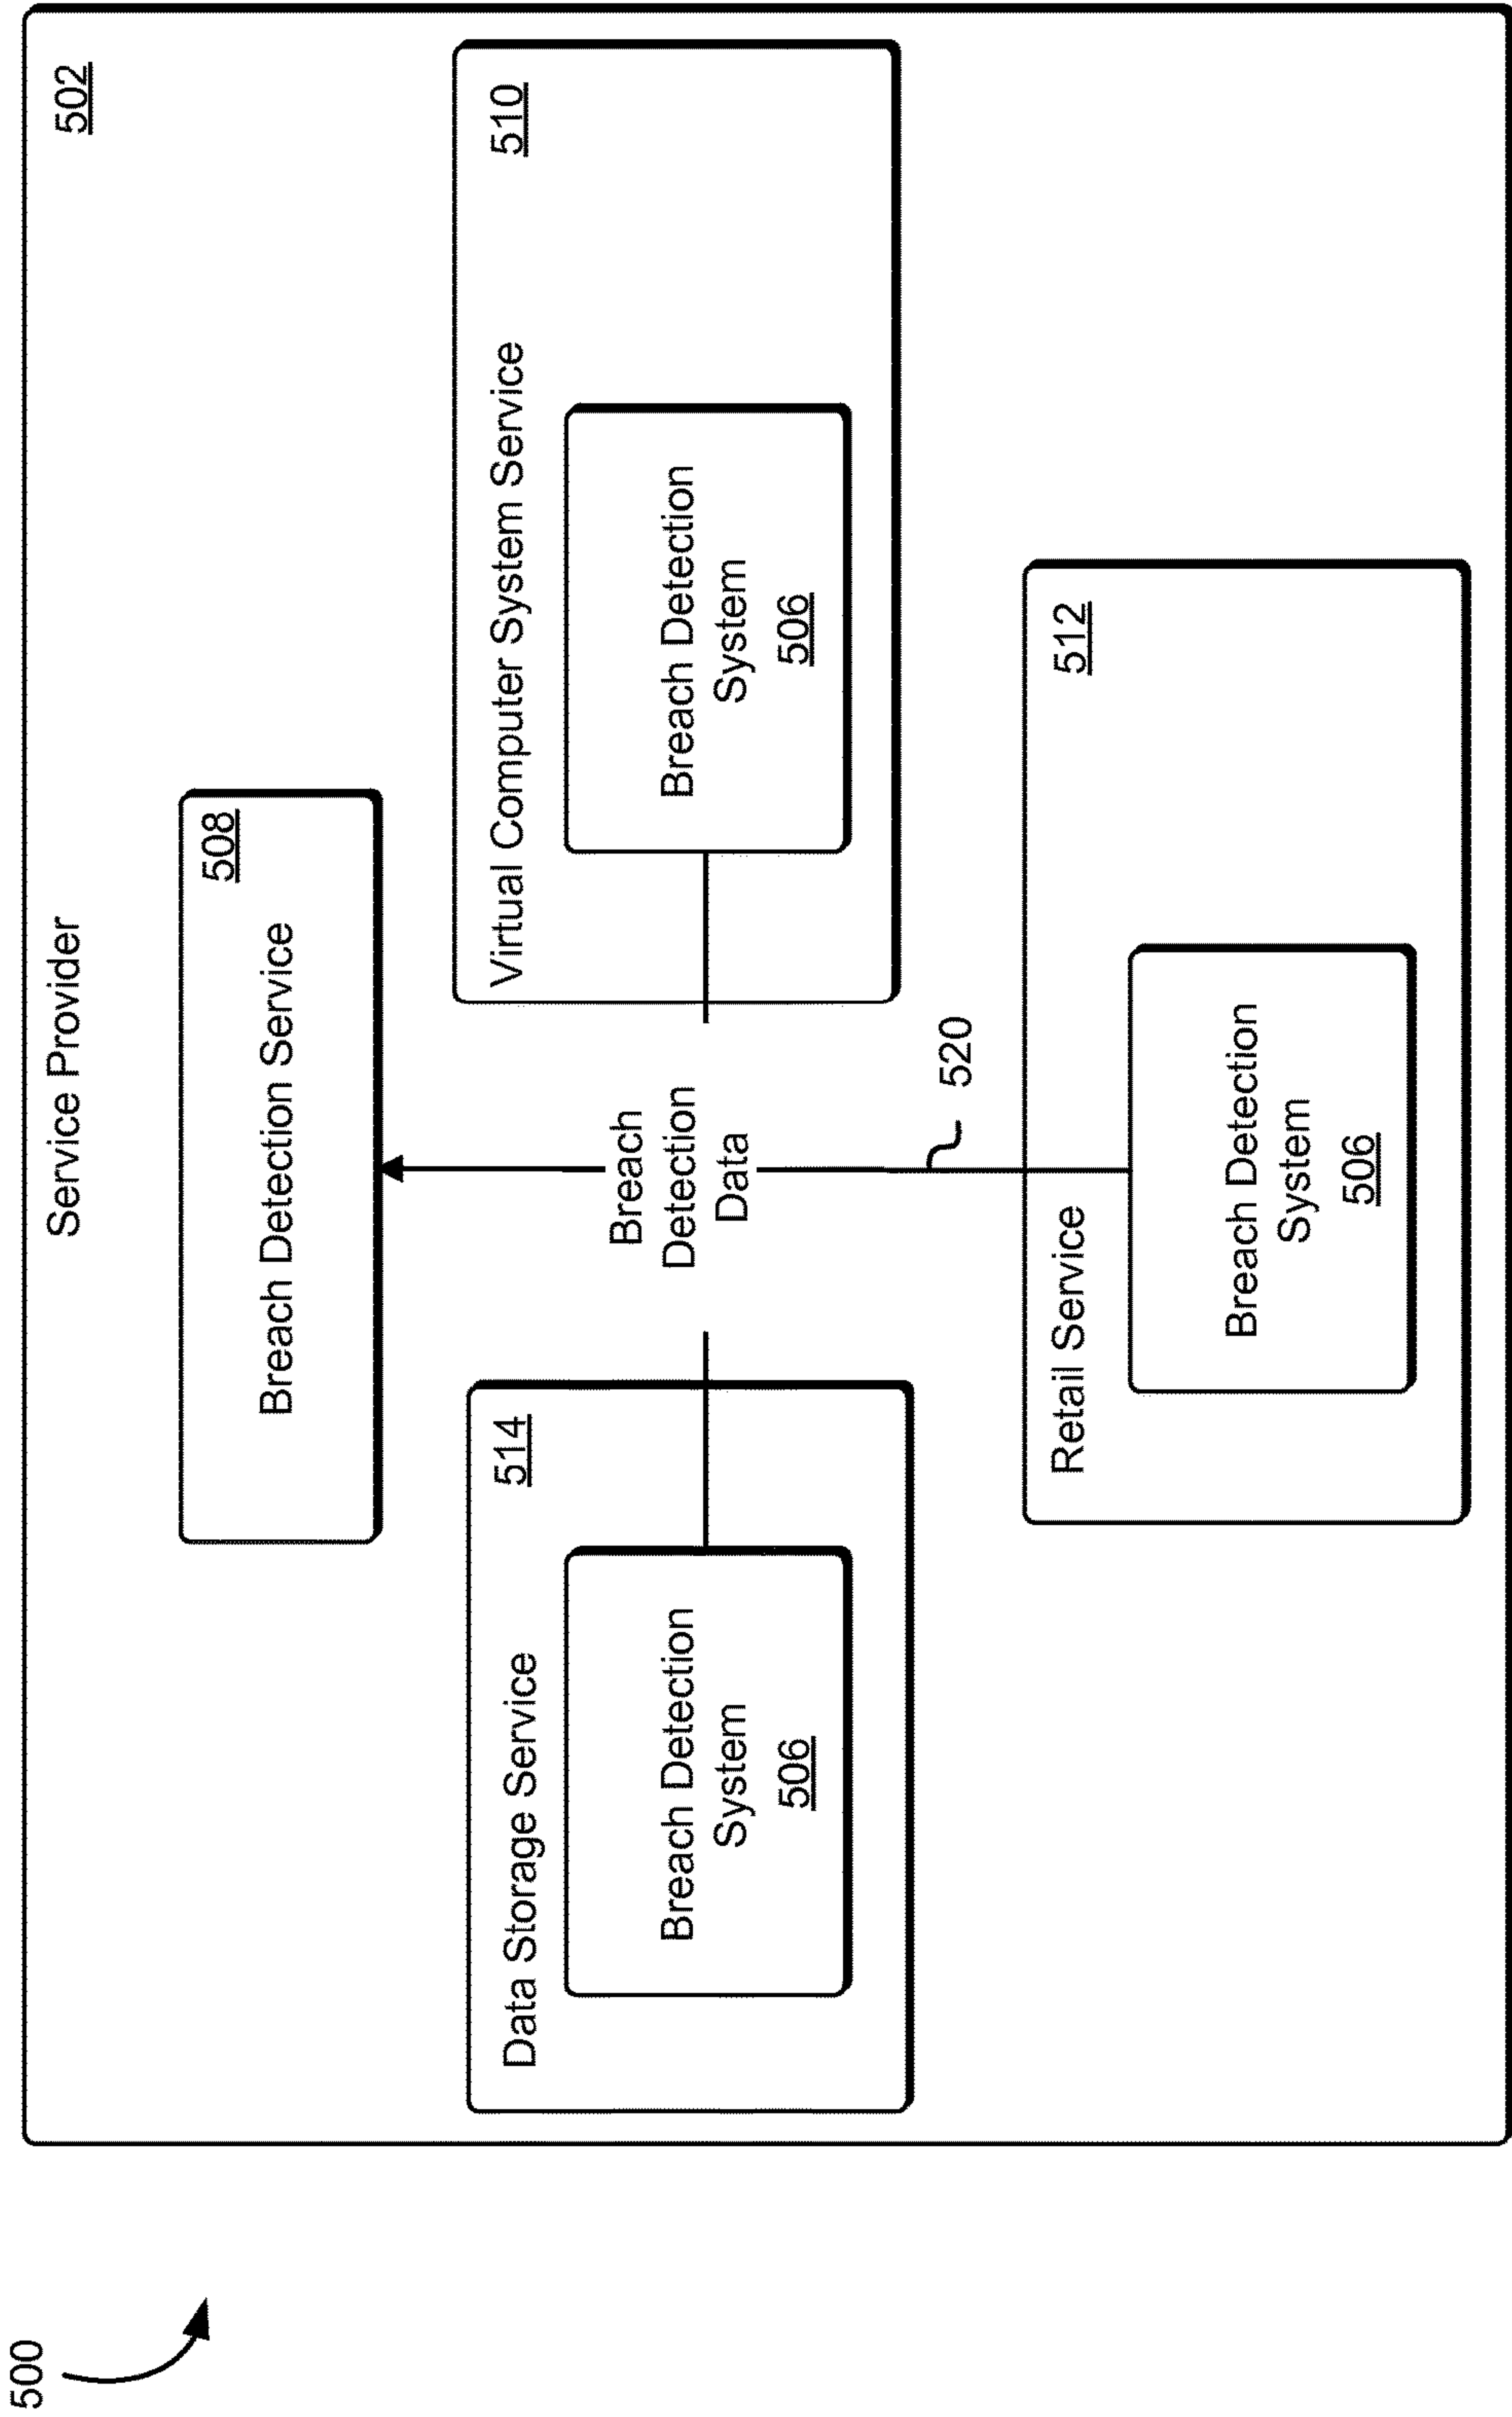 500
Service Provider
502
Breach Detection Service
508
Data Storage Service
514
Breach Detection
System
506
Breach
Detection
Data
Virtual Computer System Service
510
Breach Detection
System
506
520
Retail Service
512
Breach Detection
System
506